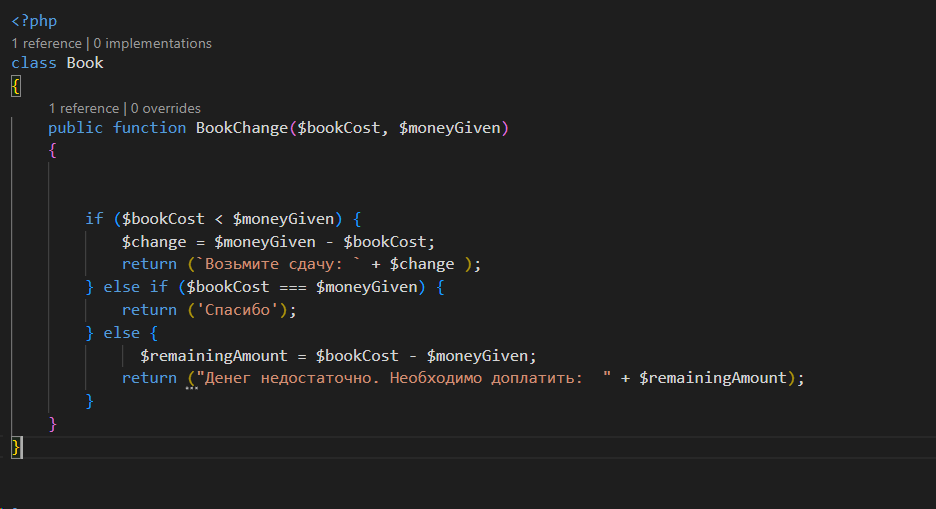 <?php
1 reference | 0 implementations
class Book
{
1 reference | 0 overrides
public function BookChange($bookCost, $moneyGiven)
{
if ($bookCost < $moneyGiven) {
$change = $moneyGiven - $bookCost;
return (`Возьмите сдачу: ` + $change );
} else if ($bookCost === $moneyGiven) {
return ('Спасибо');
} else {
$remainingAmount = $bookCost - $moneyGiven;
return ("Денег недостаточно. Необходимо доплатить:  " + $remainingAmount);
}
}
}